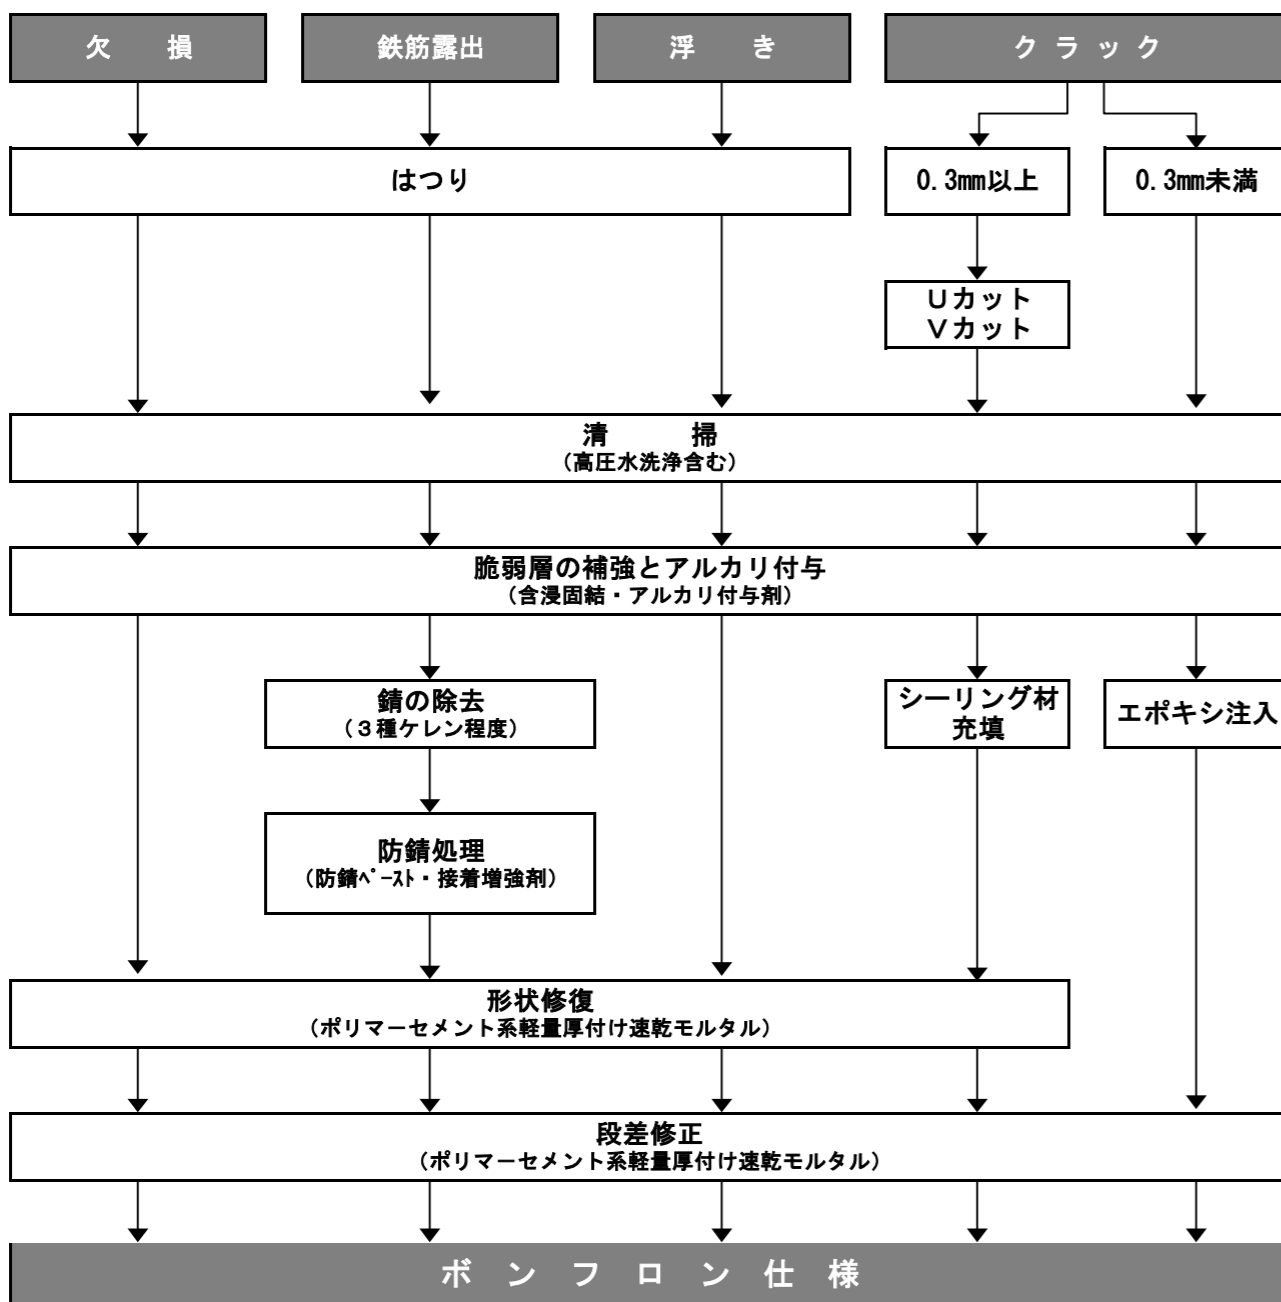 欠　損
鉄筋露出
浮　き
クラック
はつり
0.3㎜以上
0.3㎜未満
Ｕカット
Ｖカット
清　掃
（高圧水洗浄含む）
脆弱層の補強とアルカリ付与
（含浸固結・アルカリ付与剤）
錆の除去
（３種ケレン程度）
シーリング材
充填
エポキシ注入
防錆処理
（防錆ﾍﾟｰｽﾄ・接着増強剤）
形状修復
（ポリマーセメント系軽量厚付け速乾モルタル）
段差修正
（ポリマーセメント系軽量厚付け速乾モルタル）
ボンフロン仕様